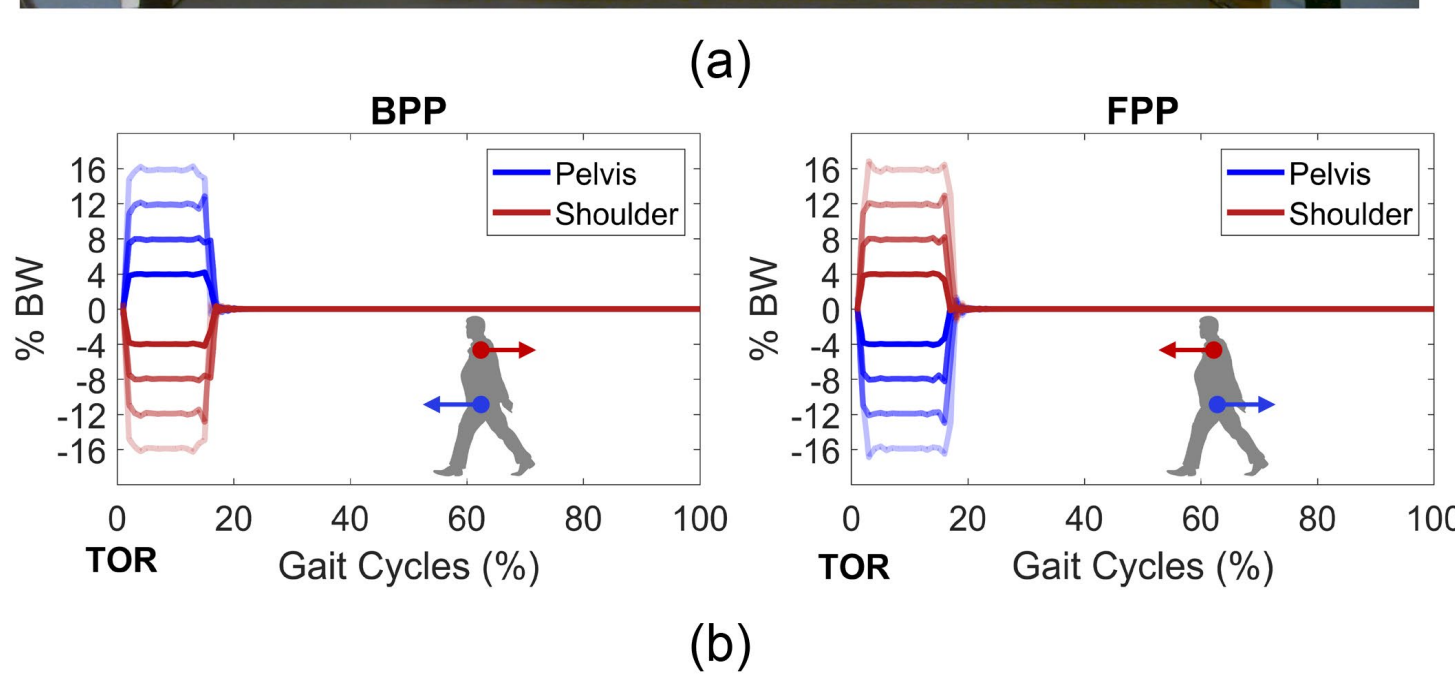 (a)
BPP
16
12
8
4
0
-4
-8
-12
-16
% BW
Pelvis
Shoulder
0 20 40 60 80 100
TOR
Gait Cycles (%)
FPP
16
12
8
4
0
-4
-8
-12
-16
% BW
Pelvis
Shoulder
0 20 40 60 80 100
TOR
Gait Cycles (%)
(b)